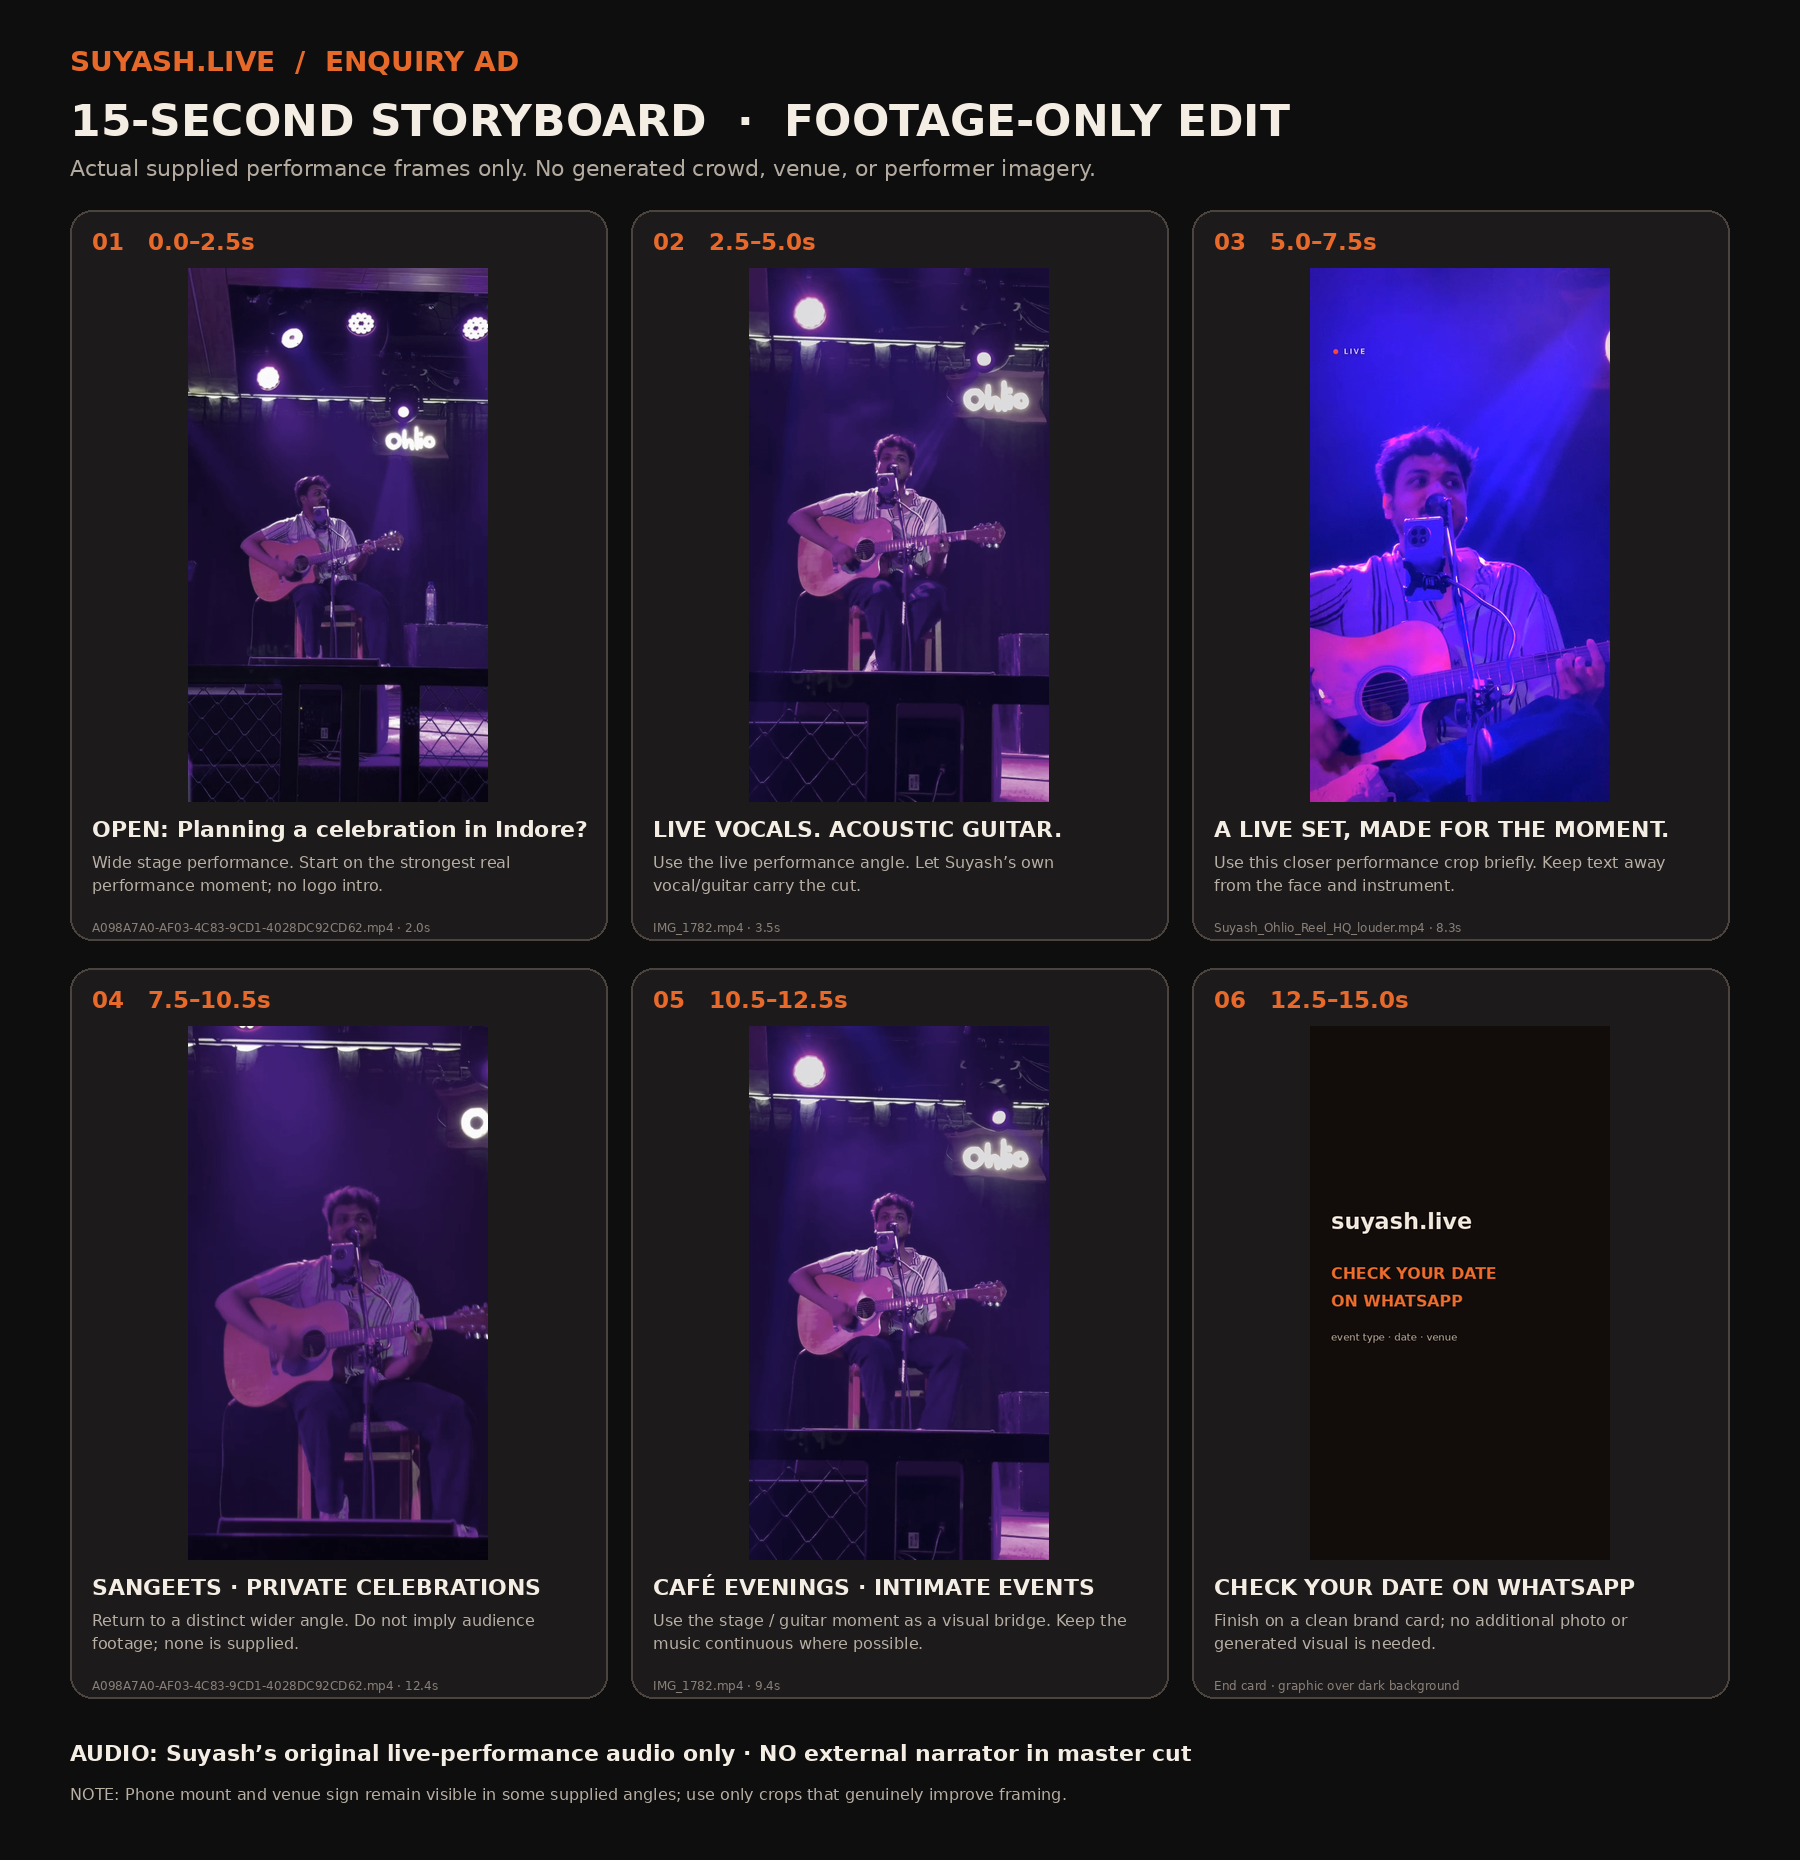 SUYASH.LIVE / ENQUIRY AD
15-SECOND STORYBOARD · FOOTAGE-ONLY EDIT
Actual supplied performance frames only. No generated crowd, venue, or performer imagery.
01 0.0–2.5s
Ohlio
OPEN: Planning a celebration in Indore?
Wide stage performance. Start on the strongest real
performance moment; no logo intro.
A098A7A0-AF03-4C83-9CD1-4028DC92CD62.mp4 · 2.0s
02 2.5–5.0s
Ohlio
LIVE VOCALS. ACOUSTIC GUITAR.
Use the live performance angle. Let Suyash’s own
vocal/guitar carry the cut.
IMG_1782.mp4 · 3.5s
03 5.0–7.5s
LIVE
A LIVE SET, MADE FOR THE MOMENT.
Use this closer performance crop briefly. Keep text away
from the face and instrument.
Suyash_Ohlio_Reel_HQ_louder.mp4 · 8.3s
04 7.5–10.5s
O
SANGEETS · PRIVATE CELEBRATIONS
Return to a distinct wider angle. Do not imply audience
footage; none is supplied.
A098A7A0-AF03-4C83-9CD1-4028DC92CD62.mp4 · 12.4s
05 10.5–12.5s
Ohlio
CAFÉ EVENINGS · INTIMATE EVENTS
Use the stage / guitar moment as a visual bridge. Keep the
music continuous where possible.
IMG_1782.mp4 · 9.4s
06 12.5–15.0s
suyash.live
CHECK YOUR DATE
ON WHATSAPP
event type · date · venue
CHECK YOUR DATE ON WHATSAPP
Finish on a clean brand card; no additional photo or
generated visual is needed.
End card · graphic over dark background
AUDIO: Suyash’s original live-performance audio only · NO external narrator in master cut
NOTE: Phone mount and venue sign remain visible in some supplied angles; use only crops that genuinely improve framing.